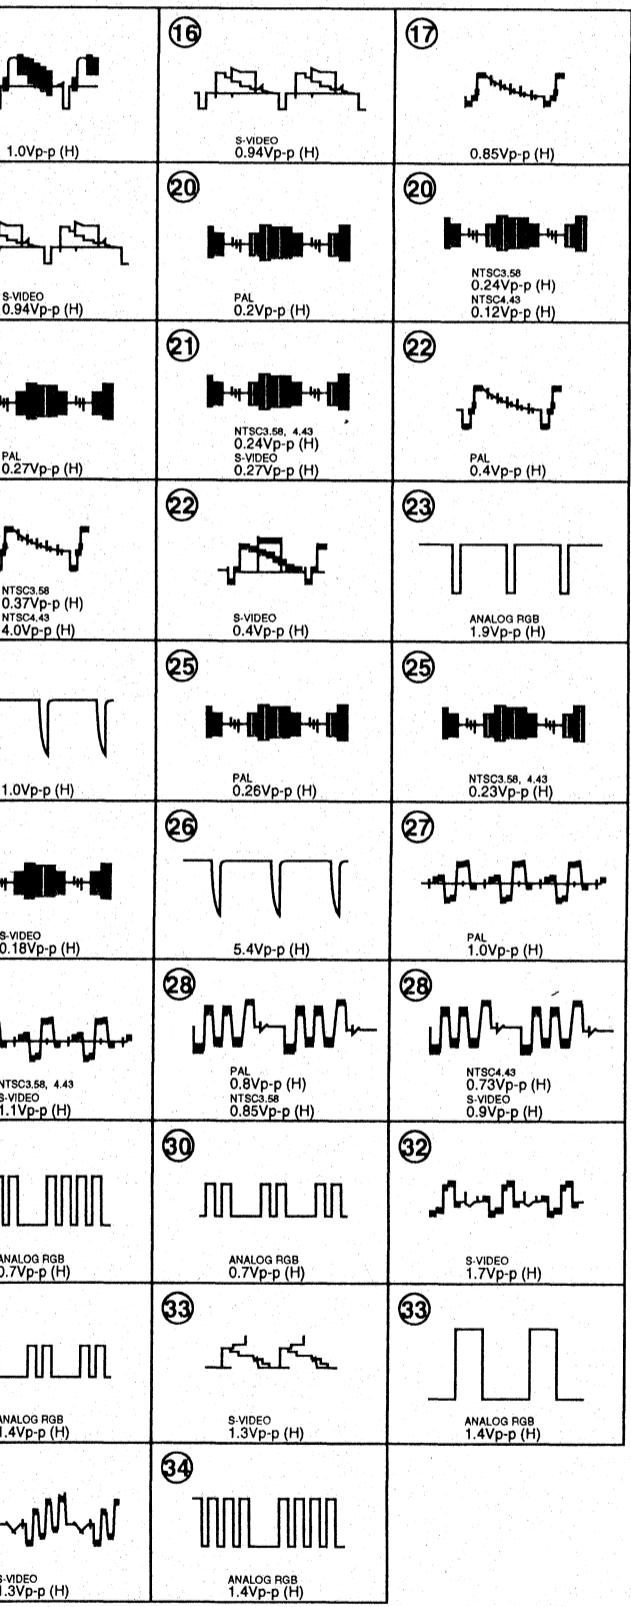 16
17
1.0Vp-p (H)
S-VIDEO
0.94Vp-p (H)
0.85Vp-p (H)
20
20
S-VIDEO
0.94Vp-p (H)
PAL
0.2Vp-p (H)
NTSC3.58
0.24Vp-p (H)
NTSC4.43
0.12Vp-p (H)
21
22
PAL
0.27Vp-p (H)
NTSC3.58, 4.43
0.24Vp-p (H)
S-VIDEO
0.27Vp-p (H)
PAL
0.4Vp-p (H)
22
23
NTSC3.58
0.37Vp-p (H)
NTSC4.43
4.0Vp-p (H)
S-VIDEO
0.4Vp-p (H)
ANALOG RGB
1.9Vp-p (H)
25
25
1.0Vp-p (H)
PAL
0.26Vp-p (H)
NTSC3.58, 4.43
0.23Vp-p (H)
26
27
S-VIDEO
0.18Vp-p (H)
5.4Vp-p (H)
PAL
1.0Vp-p (H)
28
28
NTSC3.58, 4.43
S-VIDEO
1.1Vp-p (H)
PAL
0.8Vp-p (H)
NTSC3.58
0.85Vp-p (H)
NTSC4.43
0.73Vp-p (H)
S-VIDEO
0.9Vp-p (H)
30
32
ANALOG RGB
0.7Vp-p (H)
ANALOG RGB
0.7Vp-p (H)
S-VIDEO
1.7Vp-p (H)
33
33
ANALOG RGB
1.4Vp-p (H)
S-VIDEO
1.3Vp-p (H)
ANALOG RGB
1.4Vp-p (H)
34
S-VIDEO
1.3Vp-p (H)
ANALOG RGB
1.4Vp-p (H)